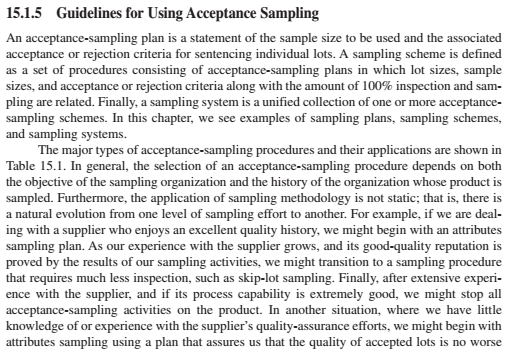 15.1.5 Guidelines for Using Acceptance Sampling
An acceptance-sampling plan is a statement of the sample size to be used and the associated
acceptance or rejection criteria for sentencing individual lots. A sampling scheme is defined
as a set of procedures consisting of acceptance-sampling plans in which lot sizes, sample
sizes, and acceptance or rejection criteria along with the amount of 100% inspection and sam-
pling are related. Finally, a sampling system is a unified collection of one or more acceptance-
sampling schemes. In this chapter, we see examples of sampling plans, sampling schemes,
and sampling systems.
The major types of acceptance-sampling procedures and their applications are shown in
Table 15.1. In general, the selection of an acceptance-sampling procedure depends on both
the objective of the sampling organization and the history of the organization whose product is
sampled. Furthermore, the application of sampling methodology is not static; that is, there is
a natural evolution from one level of sampling effort to another. For example, if we are deal-
ing with a supplier who enjoys an excellent quality history, we might begin with an attributes
sampling plan. As our experience with the supplier grows, and its good-quality reputation is
proved by the results of our sampling activities, we might transition to a sampling procedure
that requires much less inspection, such as skip-lot sampling. Finally, after extensive experi-
ence with the supplier, and if its process capability is extremely good, we might stop all
acceptance-sampling activities on the product. In another situation, where we have little
knowledge of or experience with the supplier's quality-assurance efforts, we might begin with
attributes sampling using a plan that assures us that the quality of accepted lots is no worse